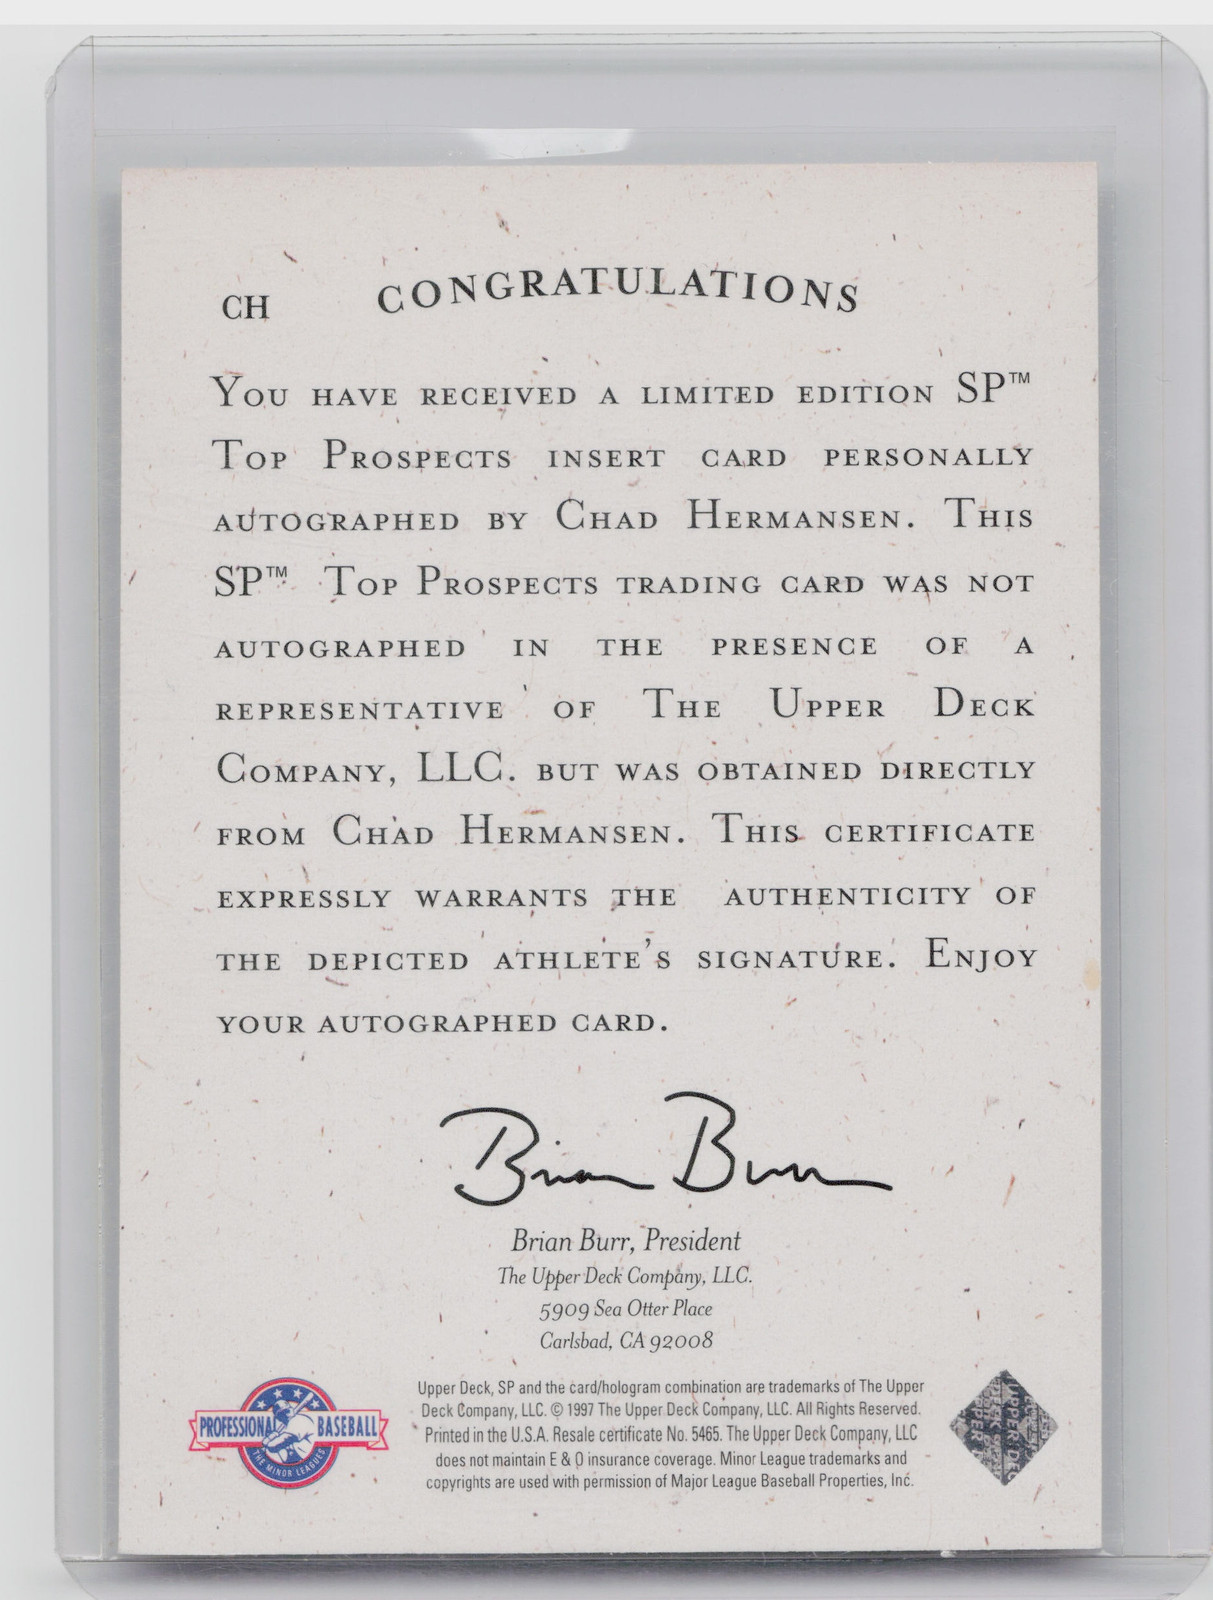 CH CONGRATULATIONS
YOU HAVE RECEIVED A LIMITED EDITION SP™
TOP PROSPECTS INSERT CARD PERSONALLY
AUTOGRAPHED BY CHAD HERMANSEN. THIS
SP™ TOP PROSPECTS TRADING CARD WAS NOT
AUTOGRAPHED IN THE PRESENCE OF A
REPRESENTATIVE OF THE UPPER DECK
COMPANY, LLC. BUT WAS OBTAINED DIRECTLY
FROM CHAD HERMANSEN. THIS CERTIFICATE
EXPRESSLY WARRANTS THE AUTHENTICITY OF
THE DEPICTED ATHLETE'S SIGNATURE. ENJOY
YOUR AUTOGRAPHED CARD.
Brian Burr
Brian Burr, President
The Upper Deck Company, LLC.
5909 Sea Otter Place
Carlsbad, CA 92008
PROFESSIONAL BASEBALL
THE MINOR LEAGUES
Upper Deck, SP and the card/hologram combination are trademarks of The Upper
Deck Company, LLC. © 1997 The Upper Deck Company, LLC. All Rights Reserved.
Printed in the U.S.A. Resale certificate No. 5465. The Upper Deck Company, LLC
does not maintain E & O insurance coverage. Minor League trademarks and
copyrights are used with permission of Major League Baseball Properties, Inc.
UPPER DEC